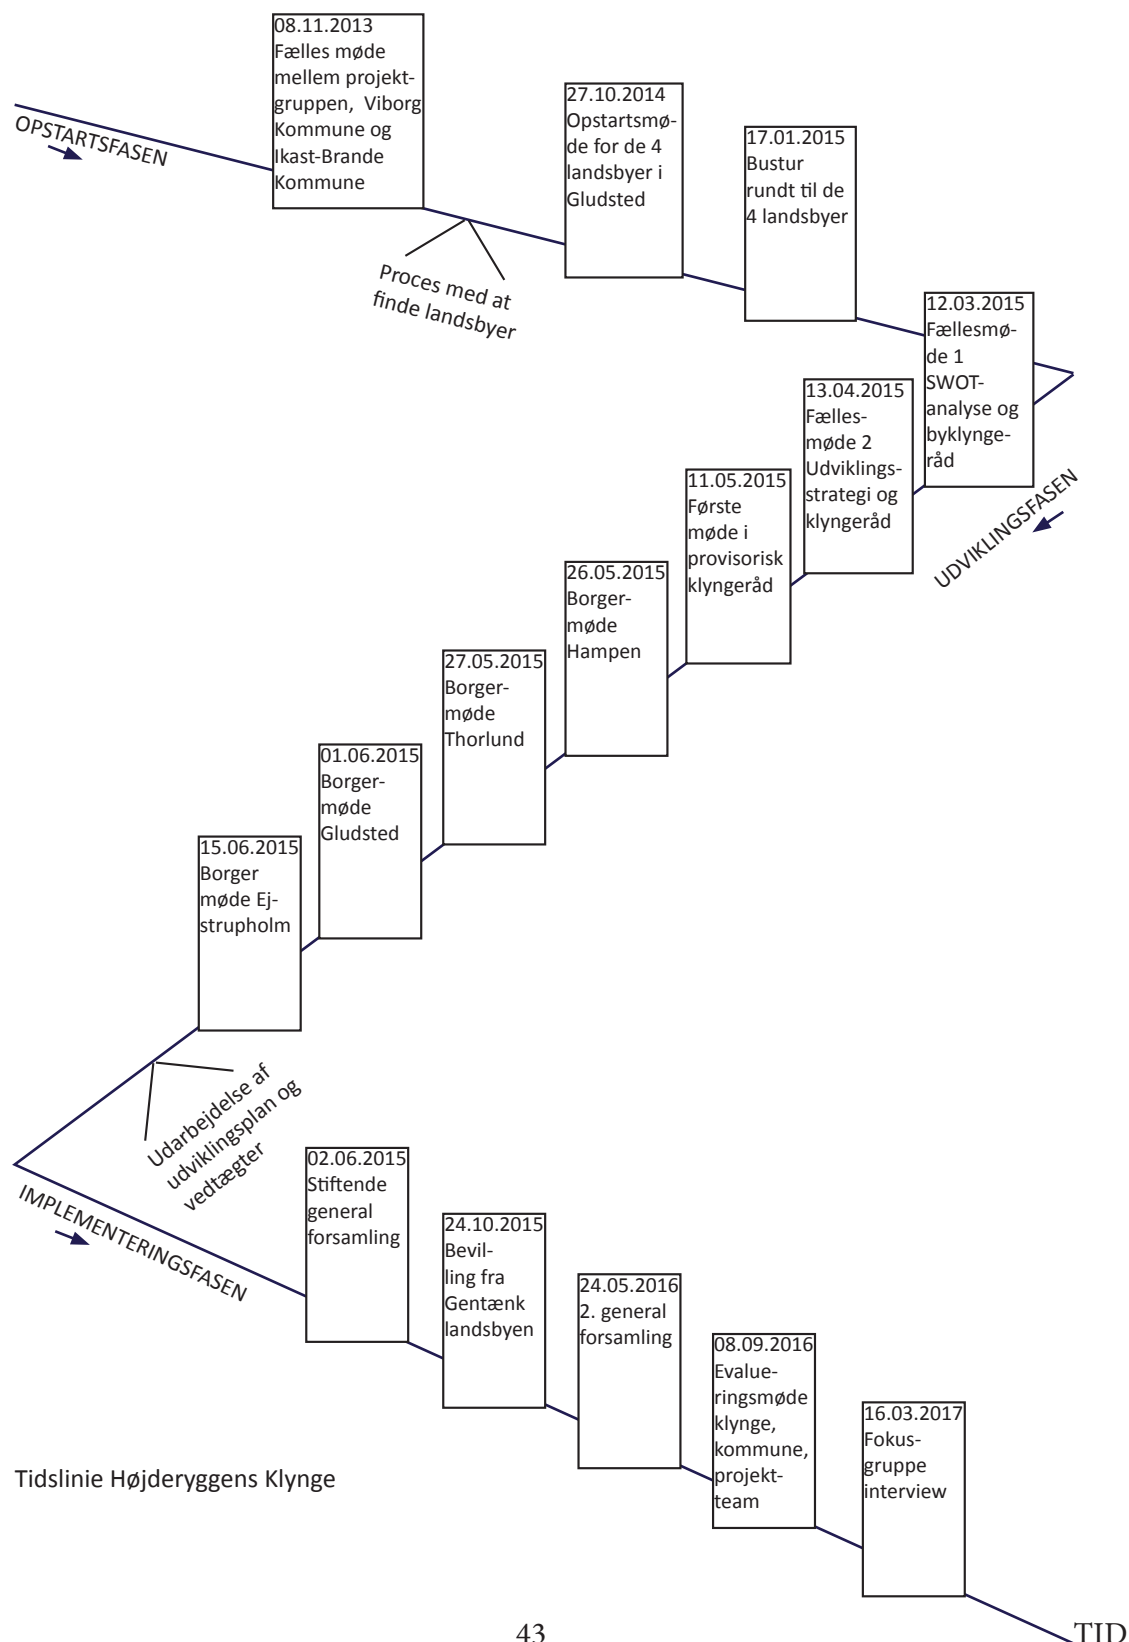 08.11.2013
Fælles møde
mellem projekt-
gruppen, Viborg
Kommune og
Ikast-Brande
Kommune
OPSTARTSFASEN
27.10.2014
Opstartsmø-
de for de 4
landsbyer i
Gludsted
17.01.2015
Bustur
rundt til de
4 landsbyer
Proces med at
finde landsbyer
12.03.2015
Fællesmø-
de 1
SWOT-
analyse og
byklynge-
råd
UDVIKLINGSFASEN
13.04.2015
Fælles-
møde 2
Udviklings-
strategi og
klyngeråd
11.05.2015
Første
møde i
provisorisk
klyngeråd
26.05.2015
Borger-
møde
Hampen
27.05.2015
Borger-
møde
Thorlund
01.06.2015
Borger-
møde
Gludsted
15.06.2015
Borger
møde Ej-
strupholm
Udarbejdelse af
udviklingsplan og
vedtægter
IMPLEMENTERINGSFASEN
02.06.2015
Stiftende
general
forsamling
24.10.2015
Bevil-
ling fra
Gentænk
landsbyen
24.05.2016
2. general
forsamling
08.09.2016
Evalue-
ringsmøde
klynge,
kommune,
projekt-
team
16.03.2017
Fokus-
gruppe
interview
Tidslinie Højderyggens Klynge
43
TID